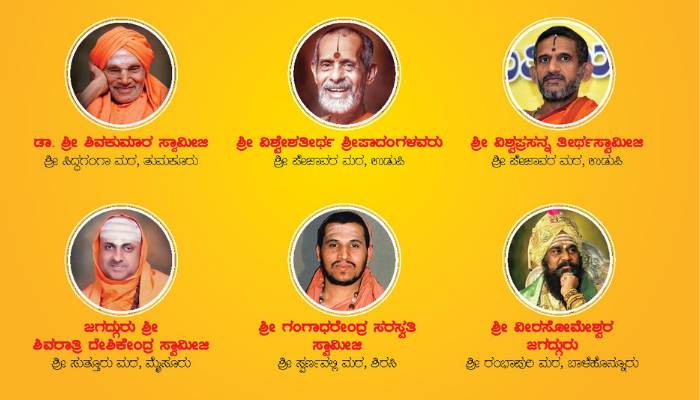 ಡಾ. ಶ್ರೀ ಶಿವಕುಮಾರ ಸ್ವಾಮೀಜಿ
ಶ್ರೀ ಸಿದ್ದಗಂಗಾ ಮಠ, ತುಮಕೂರು
ಶ್ರೀ ವಿಶ್ವೇಶತೀರ್ಥ ಶ್ರೀಪಾದಂಗಳವರು
ಶ್ರೀ ಪೇಜಾವರ ಮಠ, ಉಡುಪಿ
ಶ್ರೀ ವಿಶ್ವಪ್ರಸನ್ನ ತೀರ್ಥಸ್ವಾಮೀಜಿ
ಶ್ರೀ ಪೇಜಾವರ ಮಠ, ಉಡುಪಿ
ಜಗದ್ಗುರು ಶ್ರೀ
ಶಿವರಾತ್ರಿ ದೇಶಿಕೇಂದ್ರ ಸ್ವಾಮೀಜಿ
ಶ್ರೀ ಸುತ್ತೂರು ಮಠ, ಮೈಸೂರು
ಶ್ರೀ ಗಂಗಾಧರೇಂದ್ರ ಸರಸ್ವತಿ
ಸ್ವಾಮೀಜಿ
ಶ್ರೀ ಸ್ವರ್ಣವಲ್ಲಿ ಮಠ, ಶಿರಸಿ
ಶ್ರೀ ವೀರಸೋಮೇಶ್ವರ
ಜಗದ್ಗುರು
ಶ್ರೀ ರಂಭಾಪುರಿ ಮಠ, ಬಾಳೆಹೊನ್ನೂರು